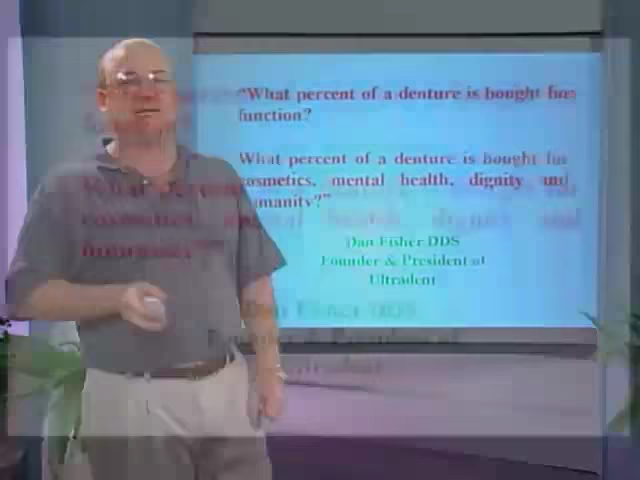 "What percent of a denture is bought for
function?
What percent of a denture is bought for
cosmetics, mental health, dignity and
humanity?"
Dan Fisher DDS
Founder & President of
Ultradent